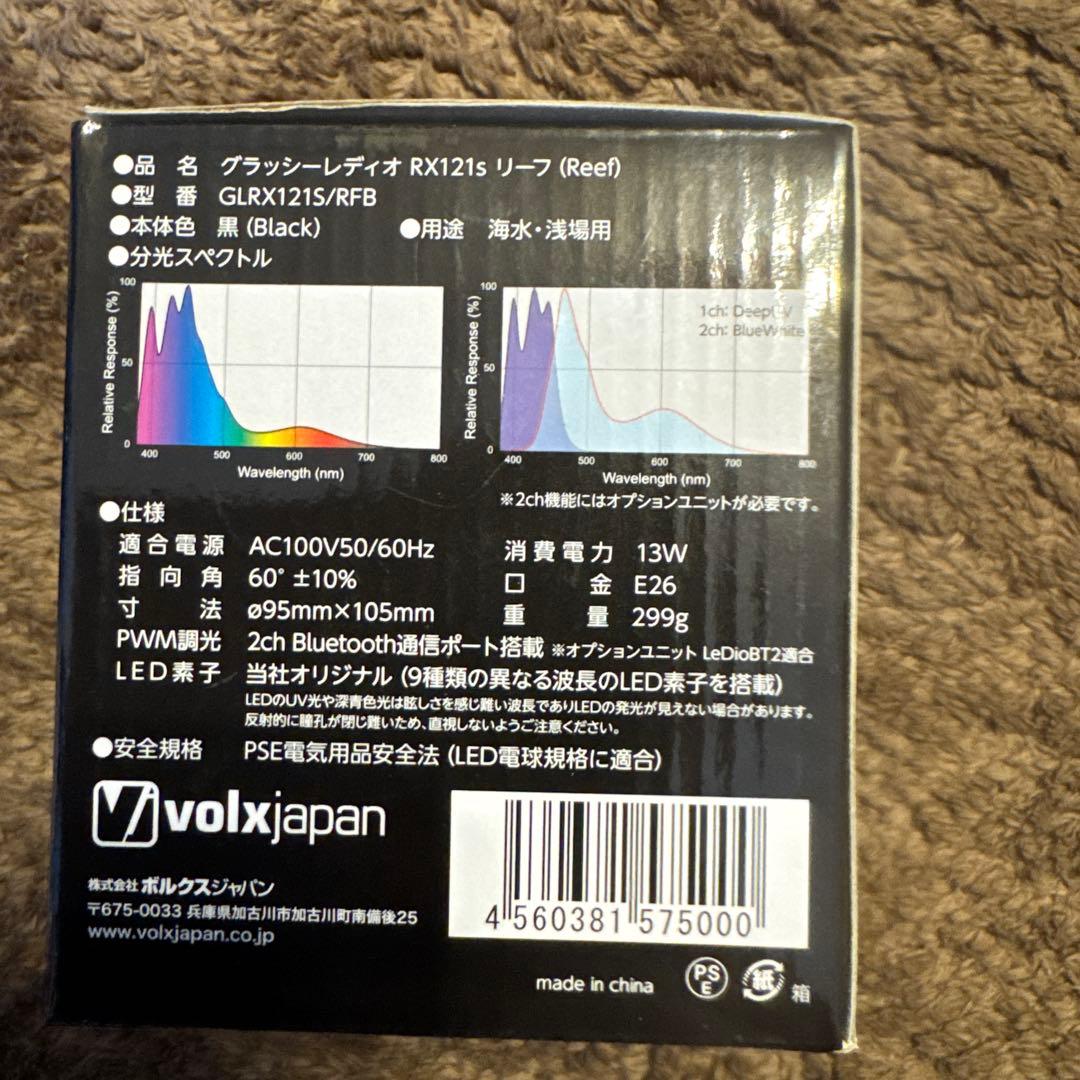 ●品名 グラッシーレディオ RX121s リーフ (Reef)
●型番 GLRX121S/RFB
●本体色 黒 (Black) ●用途 海水・浅場用
●分光スペクトル
Relative Response (%)
100
50
0
400 500 600 700 800
Wavelength (nm)
Relative Response (%)
100
50
0
1ch: DeepUV
2ch: BlueWhite
400 500 600 700 800
Wavelength (nm)
※2ch機能にはオプションユニットが必要です。
●仕様
適合電源 AC100V50/60Hz 消費電力 13W
指向角 60° ±10% 口金 E26
寸法 ø95mm×105mm 重量 299g
PWM調光 2ch Bluetooth通信ポート搭載 ※オプションユニット LeDioBT2適合
LED素子 当社オリジナル (9種類の異なる波長のLED素子を搭載)
LEDのUV光や深青色光は眩しさを感じ難い波長でありLEDの発光が見えない場合があります。
反射的に瞳孔が閉じ難いため、直視しないようご注意ください。
●安全規格 PSE電気用品安全法 (LED電球規格に適合)
volxjapan
株式会社 ボルクスジャパン
〒675-0033 兵庫県加古川市加古川町南備後25
www.volxjapan.co.jp
4 560381 575000
made in china
PS
E
紙
箱